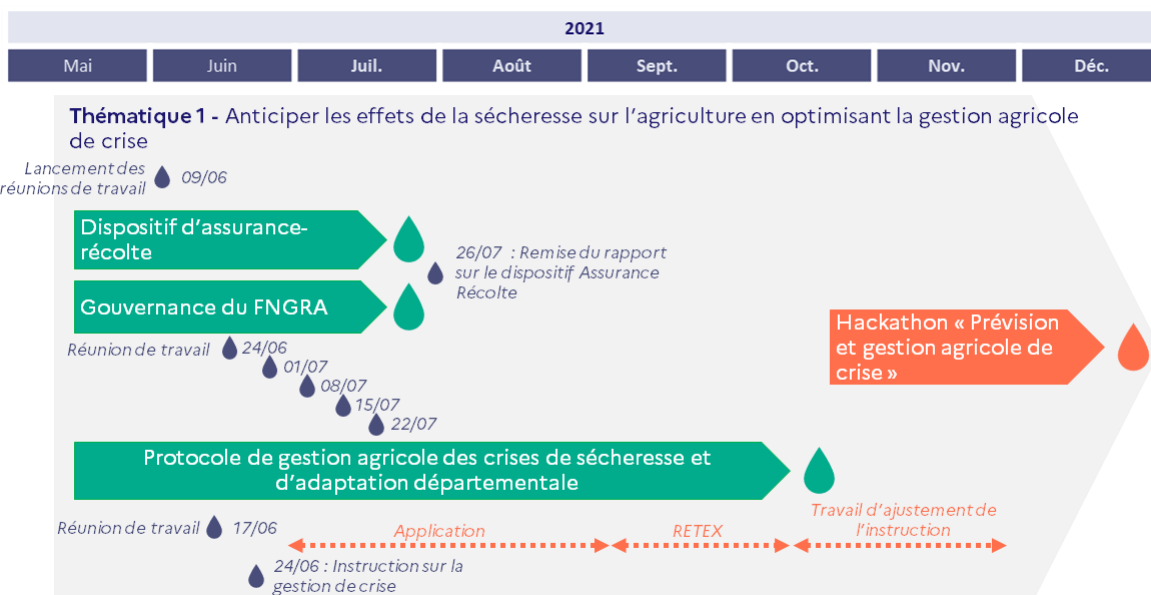 2021
Mai
Juin
Juil.
Août
Sept.
Oct.
Nov.
Déc.
Thématique 1 - Anticiper les effets de la sécheresse sur l'agriculture en optimisant la gestion agricole
de crise
Lancement des
réunions de travail
09/06
Dispositif d'assurance-
récolte
26/07 : Remise du rapport
sur le dispositif Assurance
Récolte
Gouvernance du FNGRA
Hackathon « Prévision
et gestion agricole de
crise »
Réunion de travail
24/06
01/07
08/07
15/07
22/07
Protocole de gestion agricole des crises de sécheresse et
d'adaptation départementale
Réunion de travail
17/06
Application
RETEX
Travail d'ajustement de
l'instruction
24/06 : Instruction sur la
gestion de crise